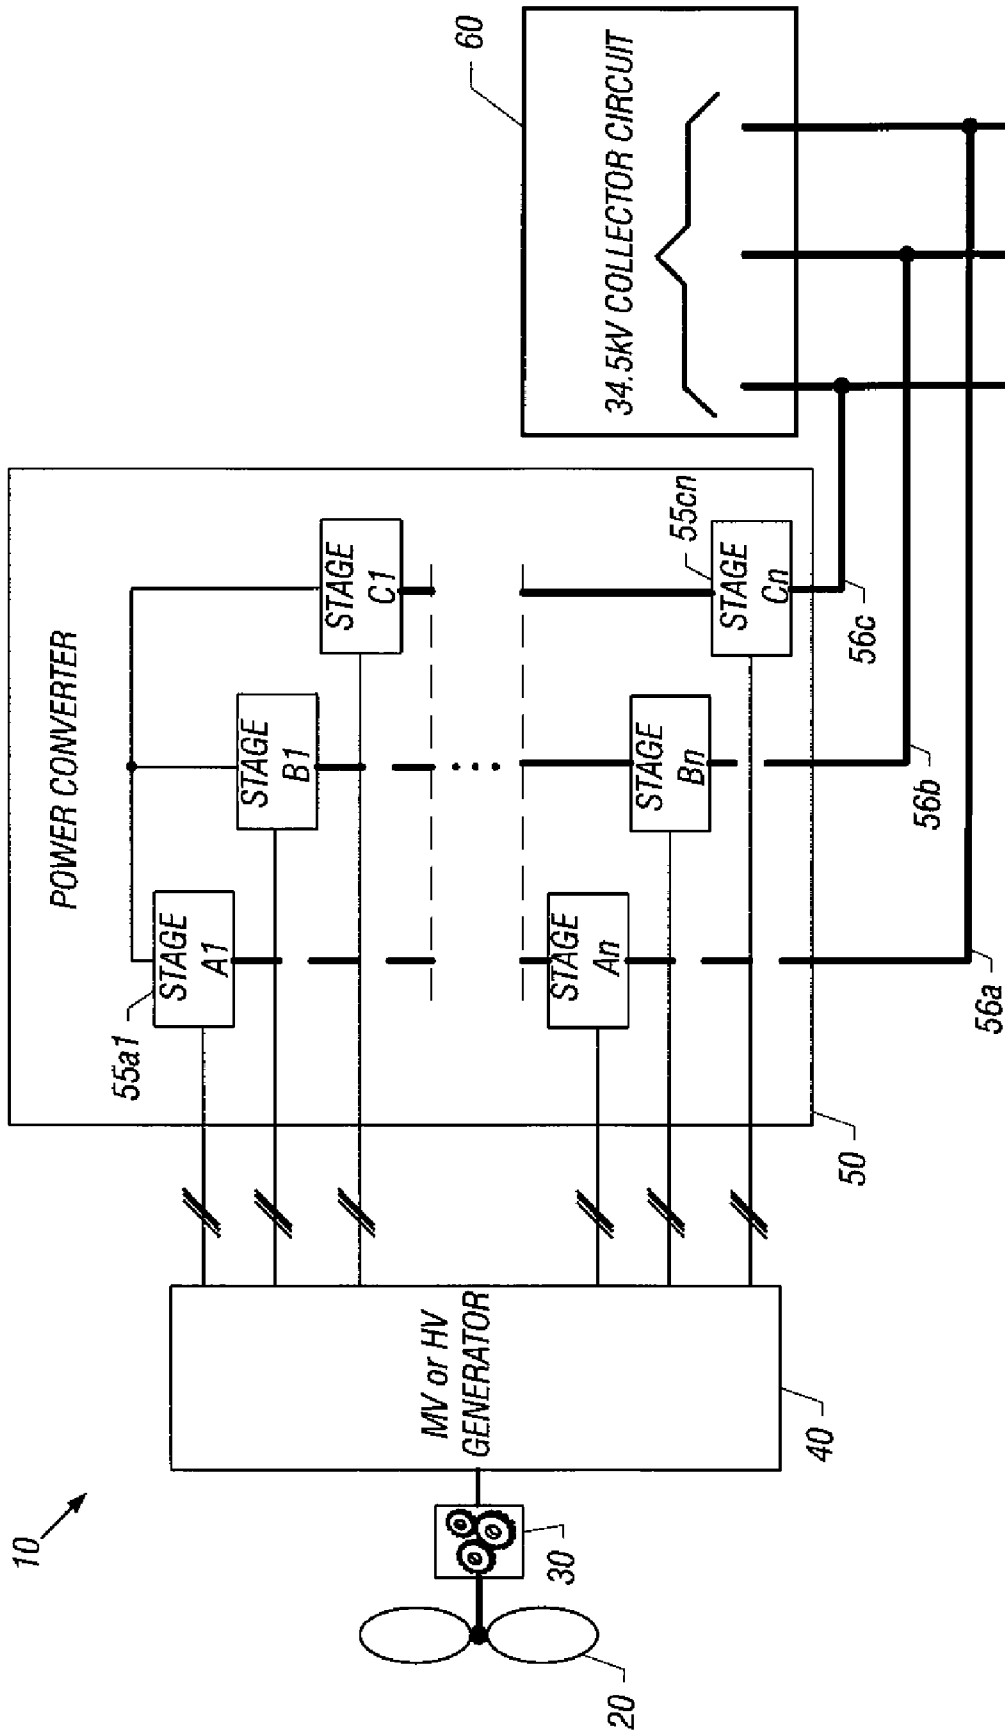 10
20
30
MV or HV
GENERATOR
40
POWER CONVERTER
50
55a1
STAGE
A1
STAGE
B1
STAGE
C1
STAGE
An
STAGE
Bn
STAGE
Cn
55cn
56a
56b
56c
34.5kV COLLECTOR CIRCUIT
60